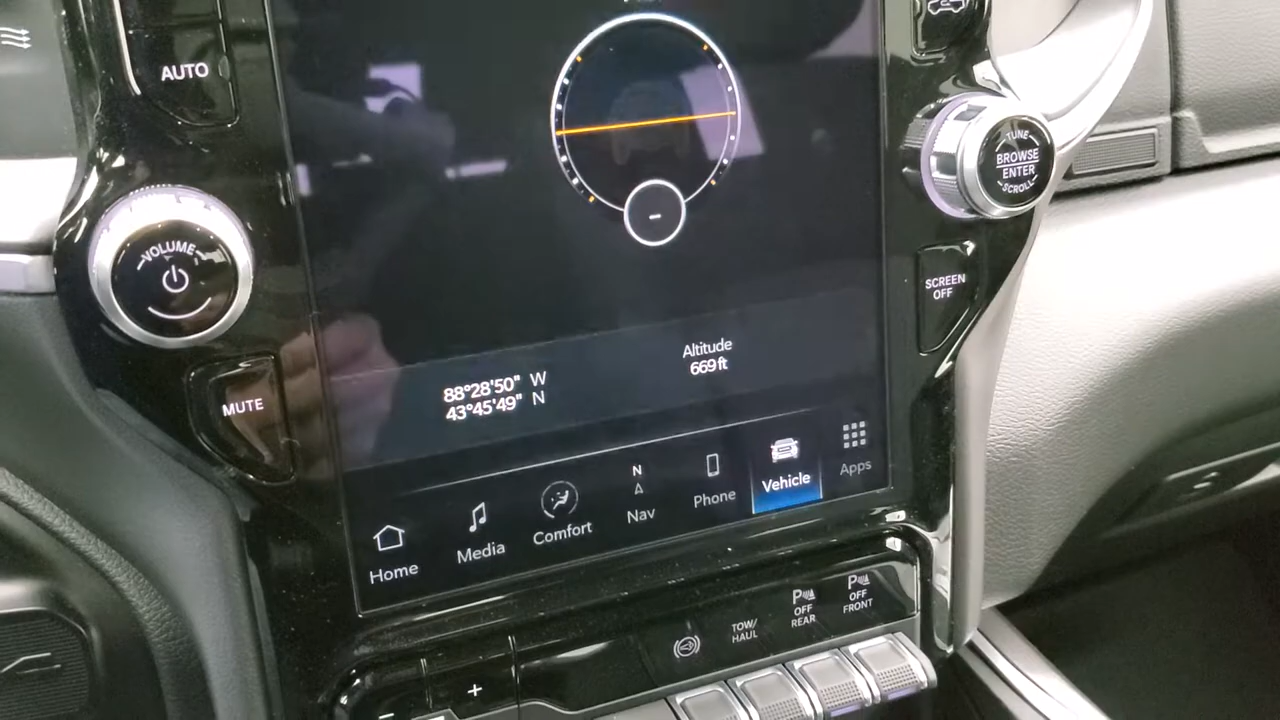 AUTO
VOLUME
MUTE
TUNE
BROWSE
ENTER
SCROLL
SCREEN
OFF
-
88°28'50" W
43°45'49" N
Altitude
669 ft
Home
Media
Comfort
N
Nav
Phone
Vehicle
Apps
TOW/
HAUL
P
OFF
REAR
P
OFF
FRONT
-
+